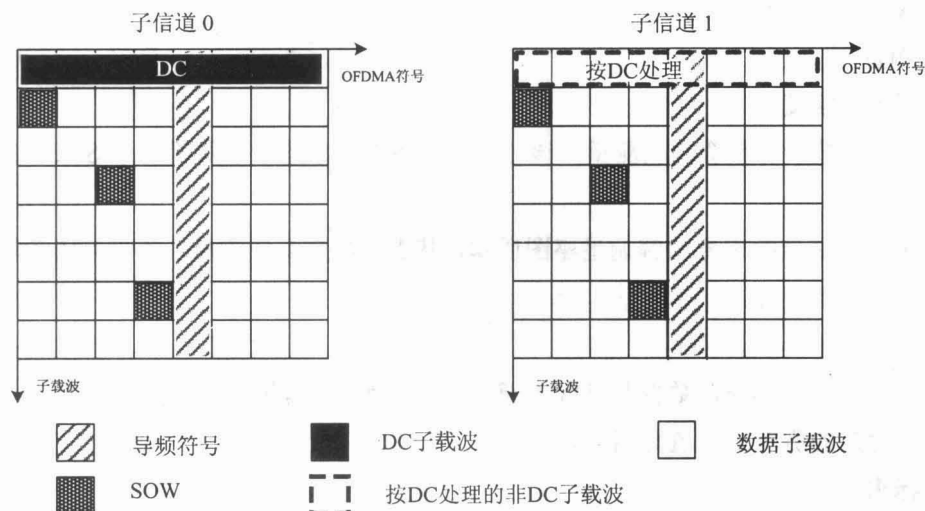 子信道 0
子信道 1
DC
OFDMA符号
按DC处理
OFDMA符号
子载波
子载波
导频符号
DC子载波
数据子载波
SOW
按DC处理的非DC子载波